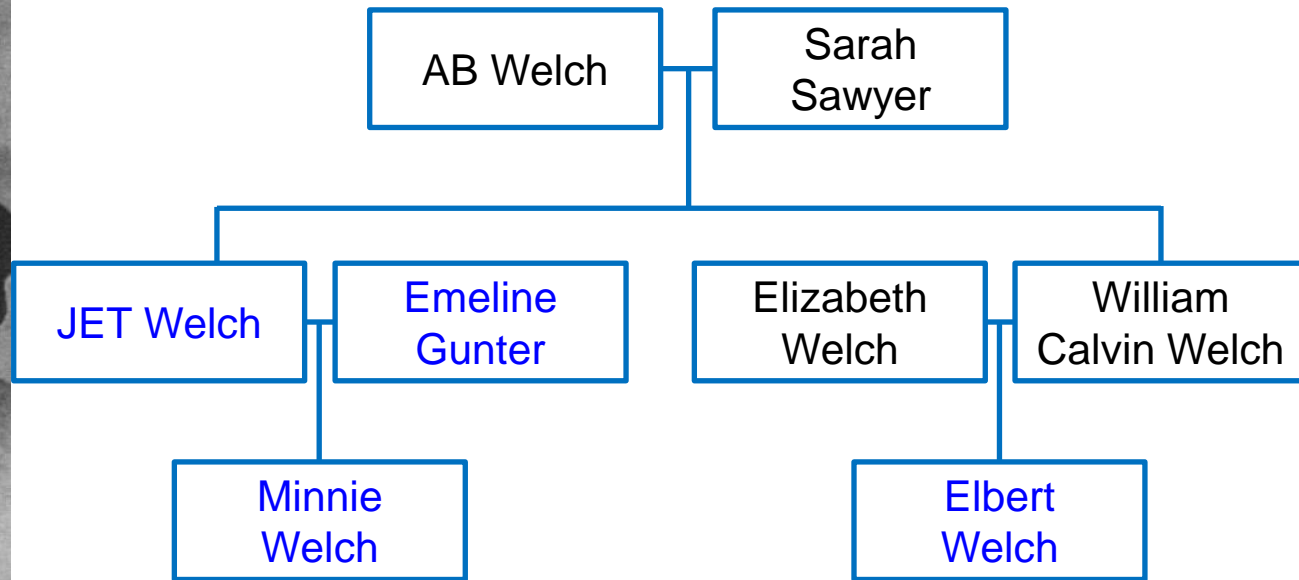 AB Welch
Sarah
Sawyer
JET Welch
Emeline
Gunter
Elizabeth
Welch
William
Calvin Welch
Minnie
Welch
Elbert
Welch